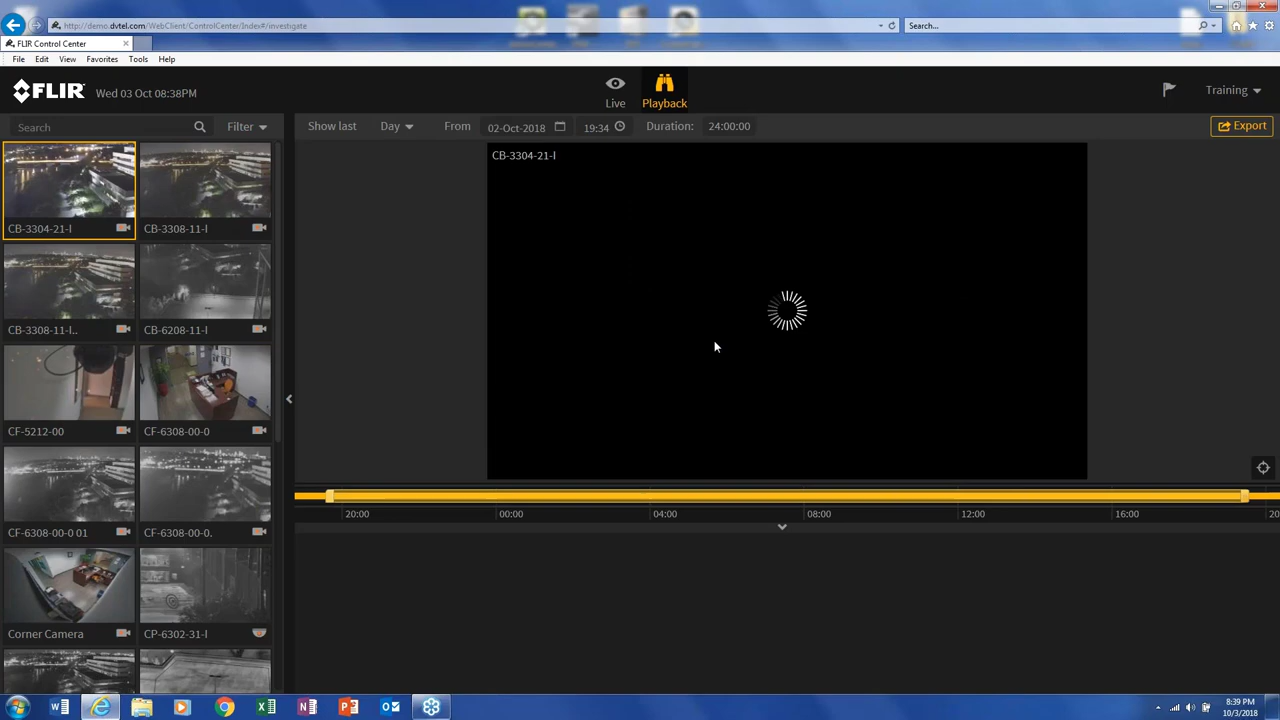 http://demo.dvtel.com/WebClient/ControlCenter/Index#/investigate
Search...
FLIR Control Center
File Edit View Favorites Tools Help
FLIR
Wed 03 Oct 08:38PM
Live
Playback
Training
Search
Filter
Show last
Day
From
02-Oct-2018
19:34
Duration:
24:00:00
Export
CB-3304-21-I
CB-3304-21-I
CB-3308-11-I
CB-3308-11-I..
CB-6208-11-I
CF-5212-00
CF-6308-00-0
CF-6308-00-0 01
CF-6308-00-0.
Corner Camera
CP-6302-31-I
20:00 00:00 04:00 08:00 12:00 16:00 20
8:39 PM
10/3/2018